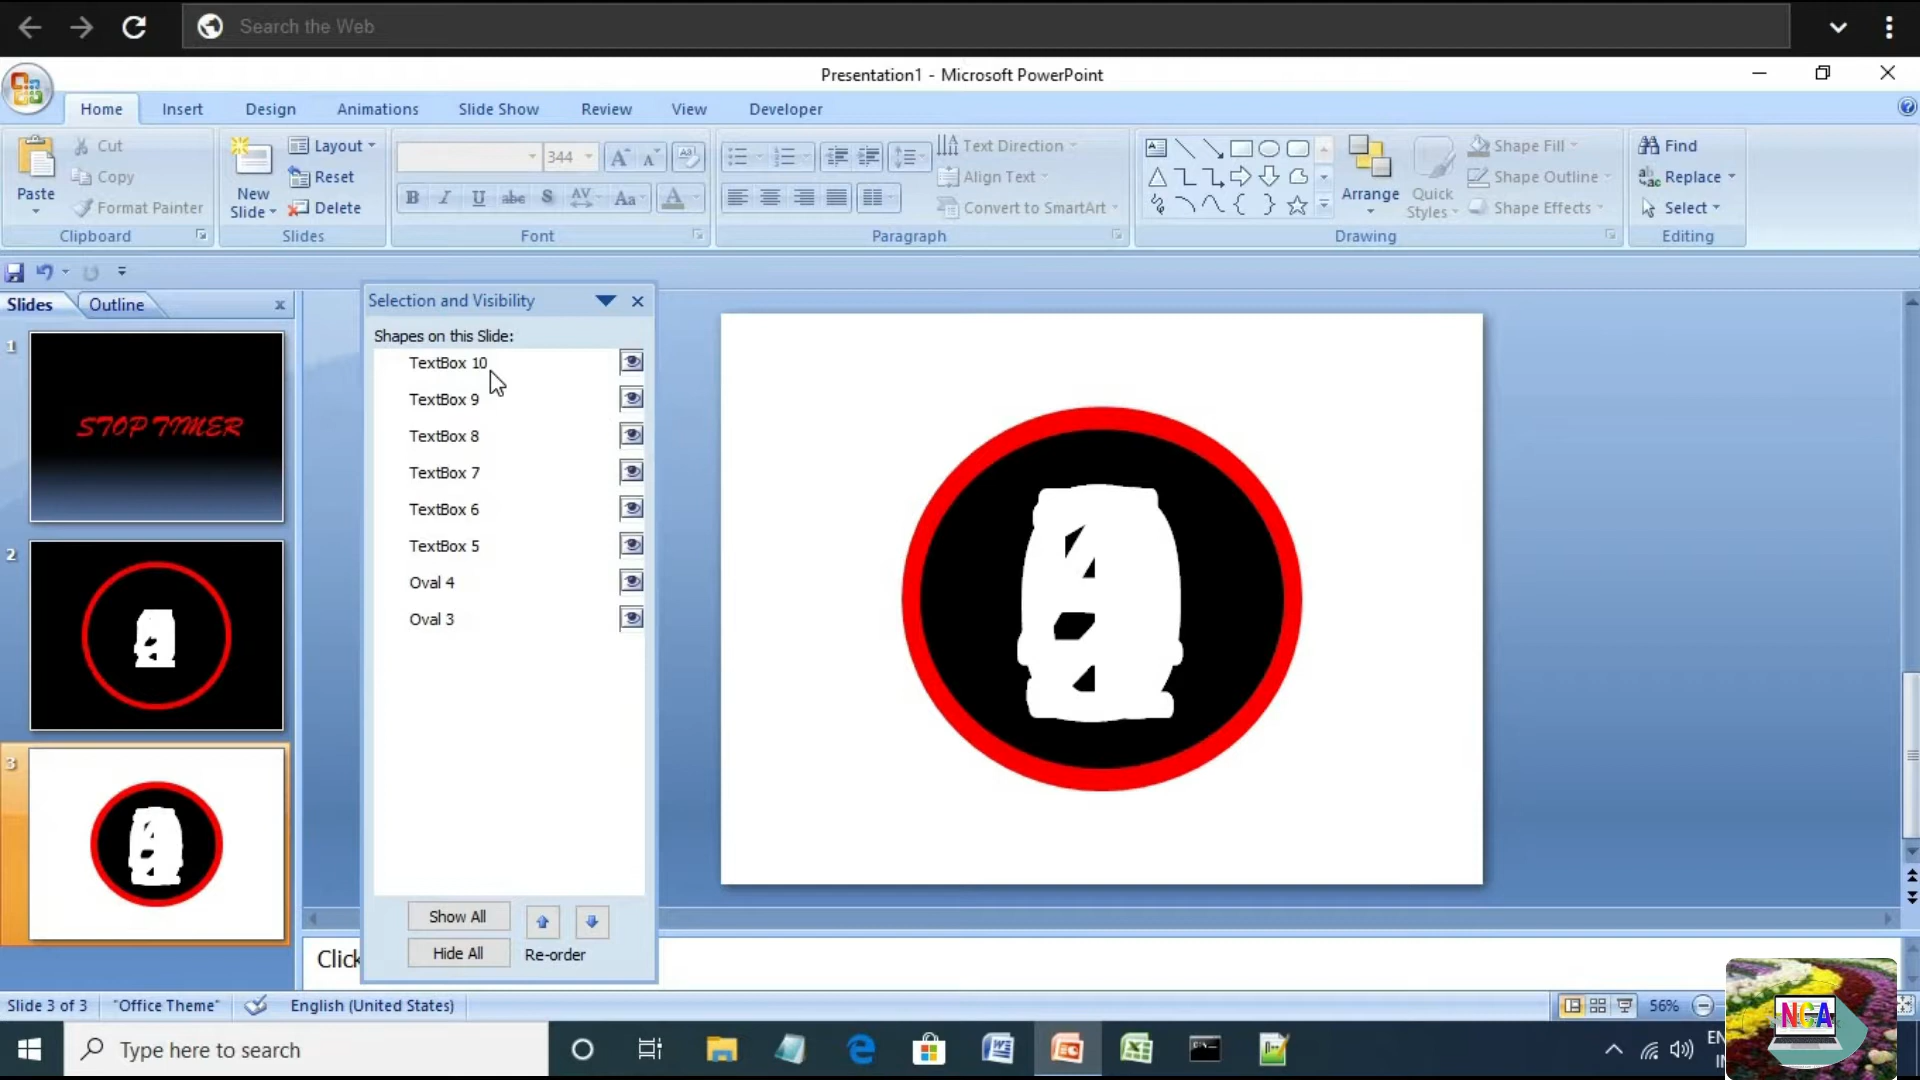 Search the Web
Presentation1 - Microsoft PowerPoint
Home Insert Design Animations Slide Show Review View Developer
Paste
Cut
Copy
Format Painter
Clipboard
New
Slide
Layout
Reset
Delete
Slides
344
Font
Text Direction
Align Text
Convert to SmartArt
Paragraph
Arrange
Quick
Styles
Shape Fill
Shape Outline
Shape Effects
Drawing
Find
Replace
Select
Editing
Slides Outline
1
STOP TIMER
2
3
Selection and Visibility
Shapes on this Slide:
TextBox 10
TextBox 9
TextBox 8
TextBox 7
TextBox 6
TextBox 5
Oval 4
Oval 3
Show All
Hide All
Re-order
Slide 3 of 3 "Office Theme" English (United States)
56%
Type here to search
NCA